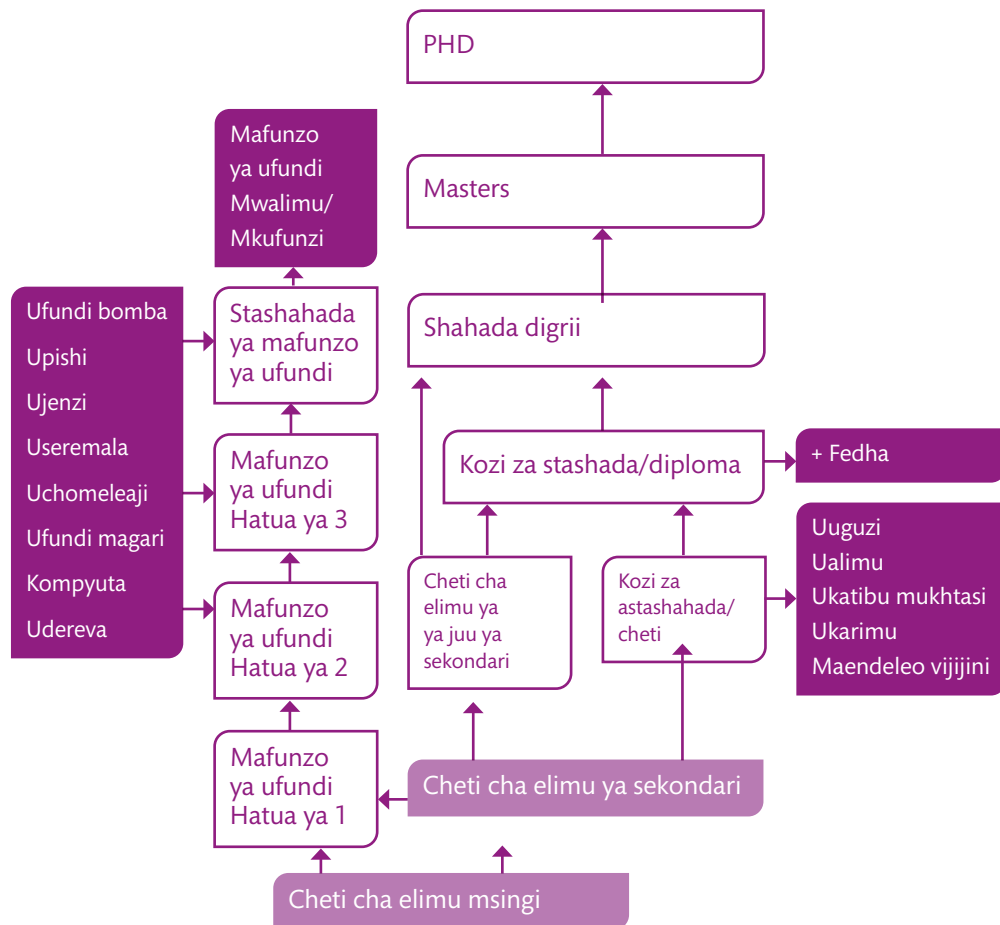 PHD
Mafunzo
ya ufundi
Mwalimu/
Mkufunzi
Masters
Ufundi bomba
Upishi
Ujenzi
Useremala
Uchomeleaji
Ufundi magari
Kompyuta
Udereva
Stashahada
ya mafunzo
ya ufundi
Shahada digrii
Mafunzo
ya ufundi
Hatua ya 3
Kozi za stashada/diploma
+ Fedha
Mafunzo
ya ufundi
Hatua ya 2
Cheti cha
elimu ya
ya juu ya
sekondari
Kozi za
astashahada/
cheti
Uuguzi
Ualimu
Ukatibu mukhtasi
Ukarimu
Maendeleo vijijini
Mafunzo
ya ufundi
Hatua ya 1
Cheti cha elimu ya sekondari
Cheti cha elimu msingi